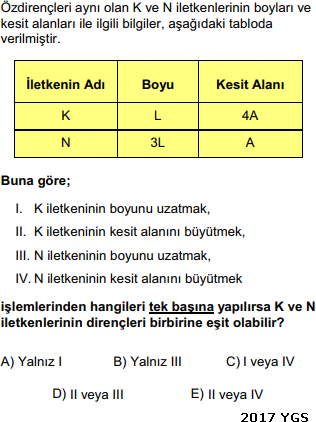 Özdirençleri aynı olan K ve N iletkenlerinin boyları ve
kesit alanları ile ilgili bilgiler, aşağıdaki tabloda
verilmiştir.
İletkenin Adı Boyu Kesit Alanı
K L 4A
N 3L A
Buna göre;
I. K iletkeninin boyunu uzatmak,
II. K iletkeninin kesit alanını büyütmek,
III. N iletkeninin boyunu uzatmak,
IV. N iletkeninin kesit alanını büyütmek
işlemlerinden hangileri tek başına yapılırsa K ve N
iletkenlerinin dirençleri birbirine eşit olabilir?
A) Yalnız I B) Yalnız III C) I veya IV
D) II veya III E) II veya IV
2017 YGS